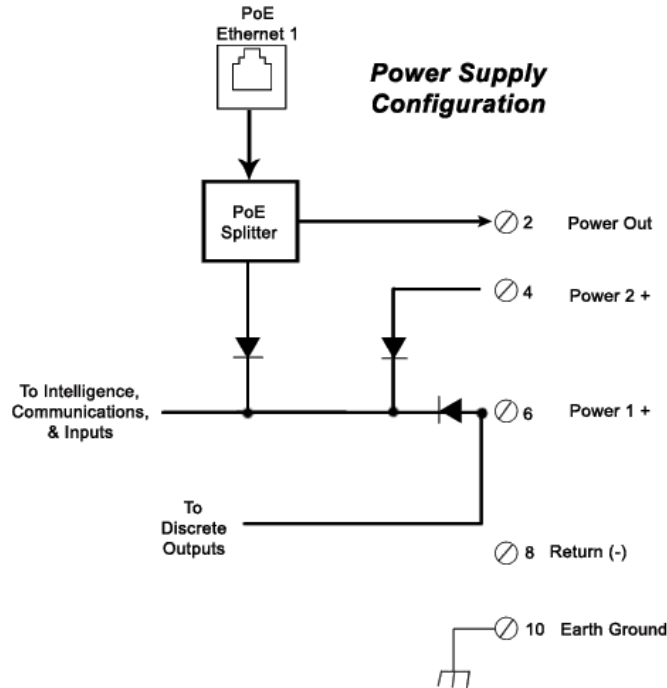 PoE
Ethernet 1
Power Supply
Configuration
PoE
Splitter
2 Power Out
4 Power 2 +
To Intelligence,
Communications,
& Inputs
6 Power 1 +
To
Discrete
Outputs
8 Return (-)
10 Earth Ground